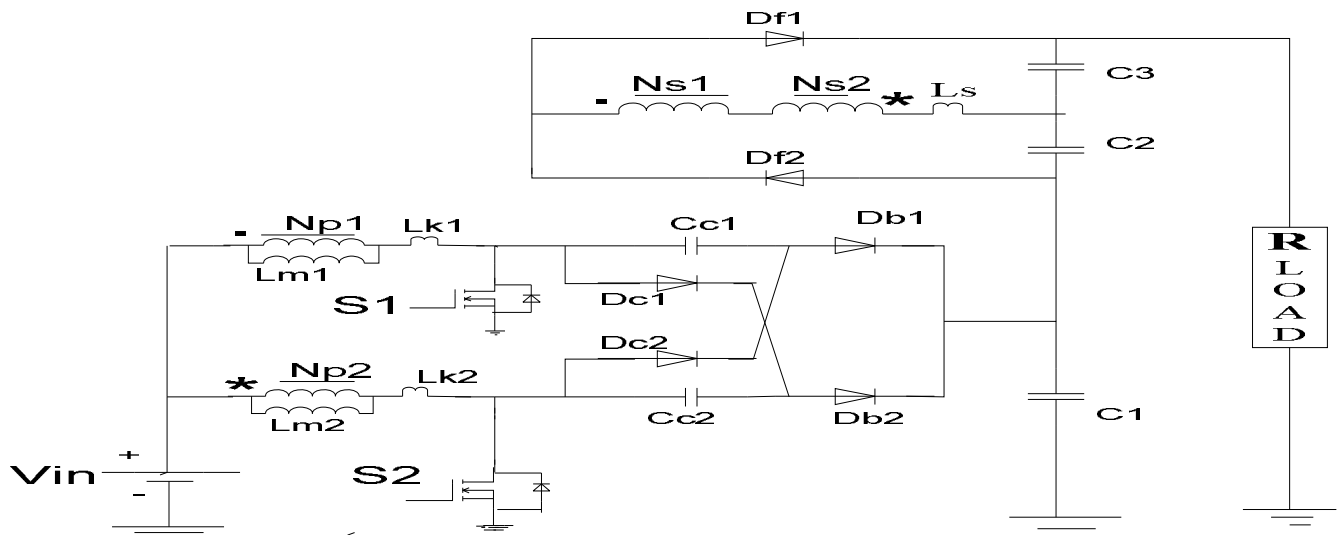 Df1
Ns1 Ns2 * Ls
-
C3
C2
Df2
Np1 Lk1 Cc1 Db1
-
Lm1
S1
Dc1
R
LOAD
Dc2
Np2 Lk2
*
Lm2
Cc2 Db2
C1
+
Vin
-
S2